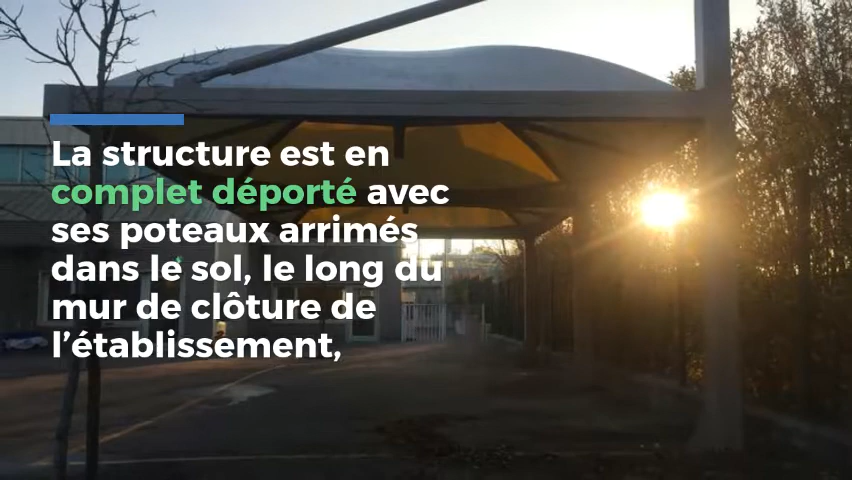 La structure est en
complet déporté avec
ses poteaux arrimés
dans le sol, le long du
mur de clôture de
l’établissement,